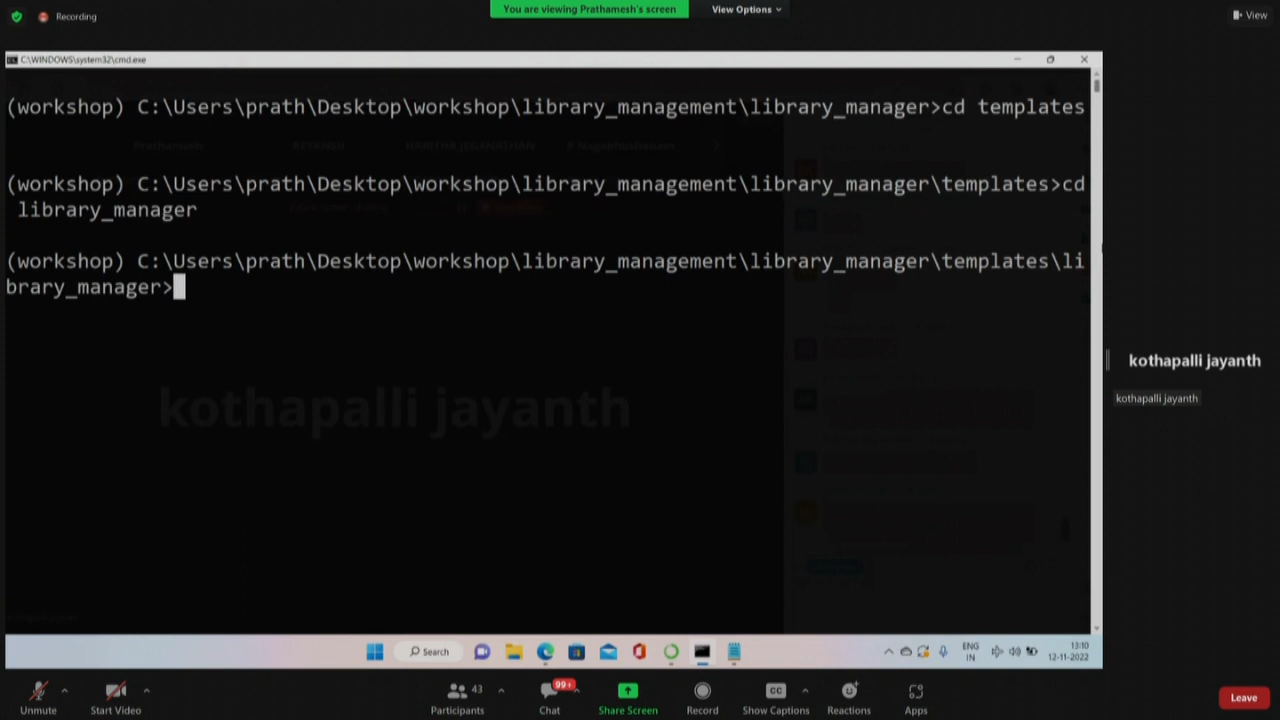 Recording
You are viewing Prathamesh's screen
View Options
View
C:\WINDOWS\system32\cmd.exe
(workshop) C:\Users\prath\Desktop\workshop\library_management\library_manager>cd templates
(workshop) C:\Users\prath\Desktop\workshop\library_management\library_manager\templates>cd
library_manager
(workshop) C:\Users\prath\Desktop\workshop\library_management\library_manager\templates\li
brary_manager>
kothapalli jayanth
kothapalli jayanth
kothapalli jayanth
Search
ENG
IN
13:10
12-11-2022
Unmute
Start Video
Participants
43
Chat
99+
Share Screen
Record
CC
Show Captions
Reactions
Apps
Leave